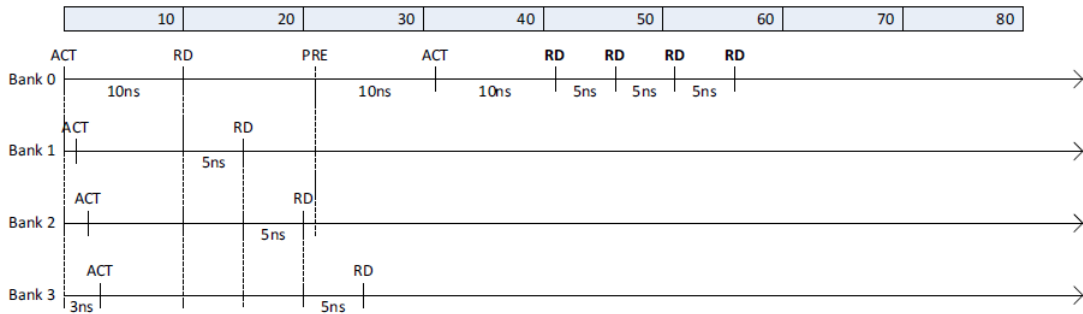 10 20 30 40 50 60 70 80
ACT RD PRE ACT RD RD RD RD
Bank 0
10ns 10ns 10ns 5ns 5ns 5ns
ACT RD
Bank 1
5ns
ACT RD
Bank 2
5ns
ACT RD
Bank 3
3ns 5ns